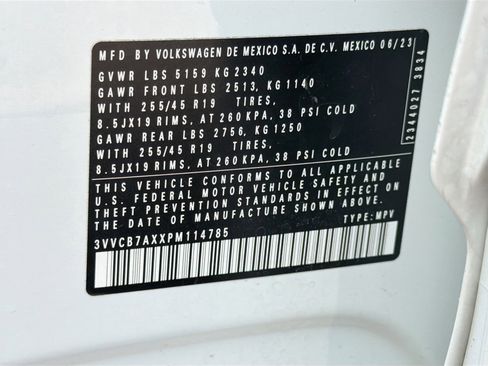 MFD BY VOLKSWAGEN DE MEXICO S.A. DE C.V. MEXICO 06/23
GVWR LBS 5159 KG 2340
GAWR FRONT LBS 2513, KG 1140
WITH 255/45 R19 TIRES,
8.5JX19 RIMS, AT 260 KPA, 38 PSI COLD
GAWR REAR LBS 2756, KG 1250
WITH 255/45 R19 TIRES,
8.5JX19 RIMS, AT 260 KPA, 38 PSI COLD
THIS VEHICLE CONFORMS TO ALL APPLICABLE
U.S. FEDERAL MOTOR VEHICLE SAFETY AND
THEFT PREVENTION STANDARDS IN EFFECT ON
THE DATE OF MANUFACTURE SHOWN ABOVE.
3VVCB7AXXPM114785 TYPE: MPV
2344027 3834